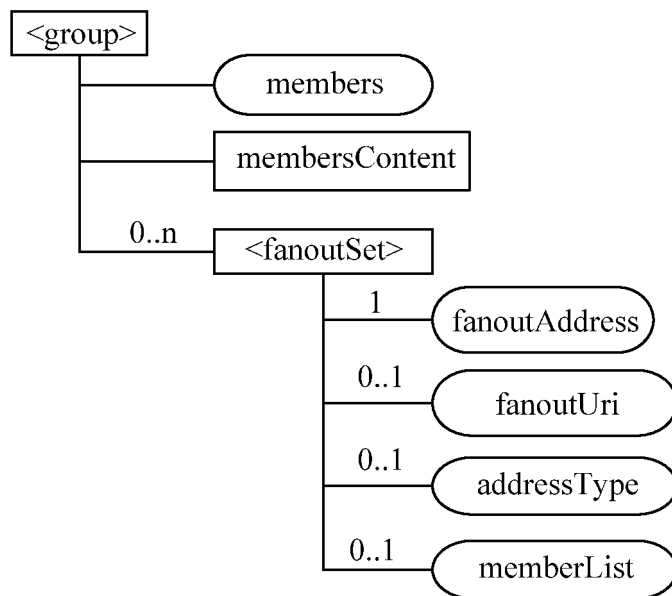 <group>
members
membersContent
0..n
<fanoutSet>
1
fanoutAddress
0..1
fanoutUri
0..1
addressType
0..1
memberList